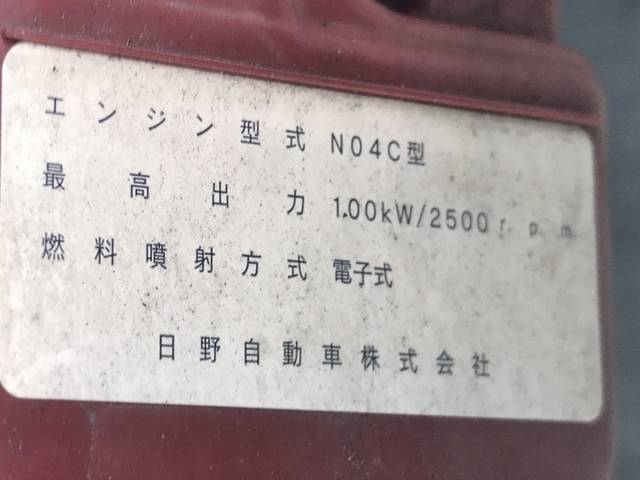 エンジン型式 N04C型
最高出力 1.00kW/2500r.p.m.
燃料噴射方式 電子式
日野自動車株式会社